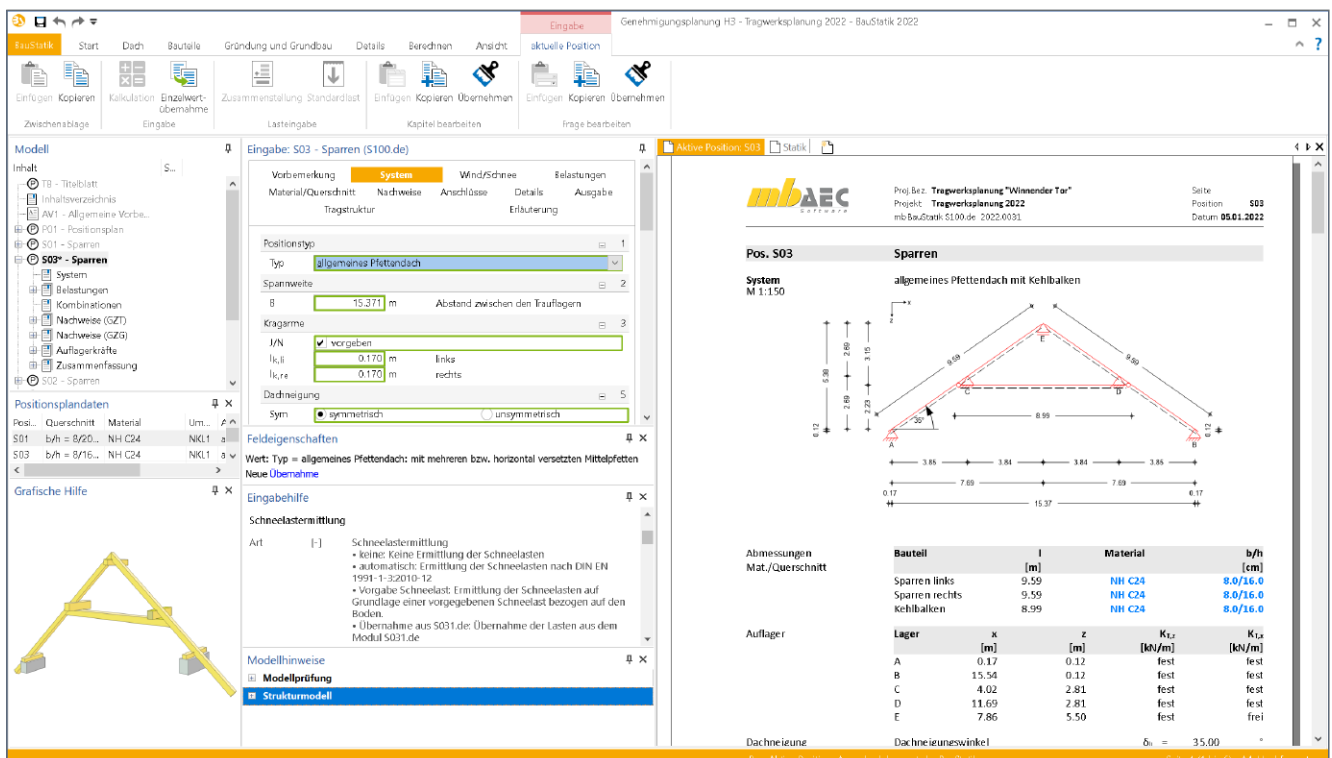 Eingabe
Genehmigungsplanung H3 - Tragwerksplanung 2022 - BauStatik 2022
BauStatik Start Dach Bauteile Gründung und Grundbau Details Berechnen Ansicht aktuelle Position
Einfügen Kopieren Kalkulation Einzelwert-übernahme Zusammenstellung Standardlast Einfügen Kopieren Übernehmen Einfügen Kopieren Übernehmen
Zwischenablage Eingabe Lasteingabe Kapitel bearbeiten Frage bearbeiten
Modell
Inhalt S...
TB - Titelblatt
Inhaltsverzeichnis
AV1 - Allgemeine Vorbe...
P01 - Positionsplan
S01 - Sparren
S03* - Sparren
System
Belastungen
Kombinationen
Nachweise (GZT)
Nachweise (GZG)
Auflagerkräfte
Zusammenfassung
S02 - Sparren
Positionsplandaten
Posi... Querschnitt Material Um...
S01 b/h = 8/20... NH C24 NKL1 a
S03 b/h = 8/16... NH C24 NKL1 a
Grafische Hilfe
Eingabe: S03 - Sparren (S100.de)
Vorbemerkung System Wind/Schnee Belastungen
Material/Querschnitt Nachweise Anschlüsse Details Ausgabe
Tragstruktur Erläuterung
Positionstyp 1
Typ allgemeines Pfettendach
Spannweite 2
B 15.371 m Abstand zwischen den Trauflagern
Kragarme 3
J/N vorgeben
lk,li 0.170 m links
lk,re 0.170 m rechts
Dachneigung 5
Sym symmetrisch unsymmetrisch
Feldeigenschaften
Wert: Typ = allgemeines Pfettendach: mit mehreren bzw. horizontal versetzten Mittelpfetten
Neue Übernahme
Eingabehilfe
Schneelastermittlung
Art [-] Schneelastermittlung
• keine: Keine Ermittlung der Schneelasten
• automatisch: Ermittlung der Schneelasten nach DIN EN
1991-1-3:2010-12
• Vorgabe Schneelast: Ermittlung der Schneelasten auf
Grundlage einer vorgegebenen Schneelast bezogen auf den
Boden.
• Übernahme aus S031.de: Übernahme der Lasten aus dem
Modul S031.de
Modellhinweise
Modellprüfung
Strukturmodell
Aktive Position: S03 Statik
mb AEC
Software
Proj.Bez. Tragwerksplanung "Winnender Tor" Seite
Projekt Tragwerksplanung 2022 Position S03
mb BauStatik S100.de 2022.0031 Datum 05.01.2022
Pos. S03 Sparren
System allgemeines Pfettendach mit Kehlbalken
M 1:150
x
z
E
9.59 9.59
2.69 3.15
5.38
2.69 2.23
C D
8.99
35°
0.12 0.12
A B
3.85 3.84 3.84 3.85
7.69 7.69
0.17 0.17
15.37
Abmessungen Bauteil l Material b/h
Mat./Querschnitt [m] [cm]
Sparren links 9.59 NH C24 8.0/16.0
Sparren rechts 9.59 NH C24 8.0/16.0
Kehlbalken 8.99 NH C24 8.0/16.0
Auflager Lager x z KT,z KT,x
[m] [m] [kN/m] [kN/m]
A 0.17 0.12 fest fest
B 15.54 0.12 fest fest
C 4.02 2.81 fest fest
D 11.69 2.81 fest fest
E 7.86 5.50 fest frei
Dachneigung Dachneigungswinkel = 35.00 °